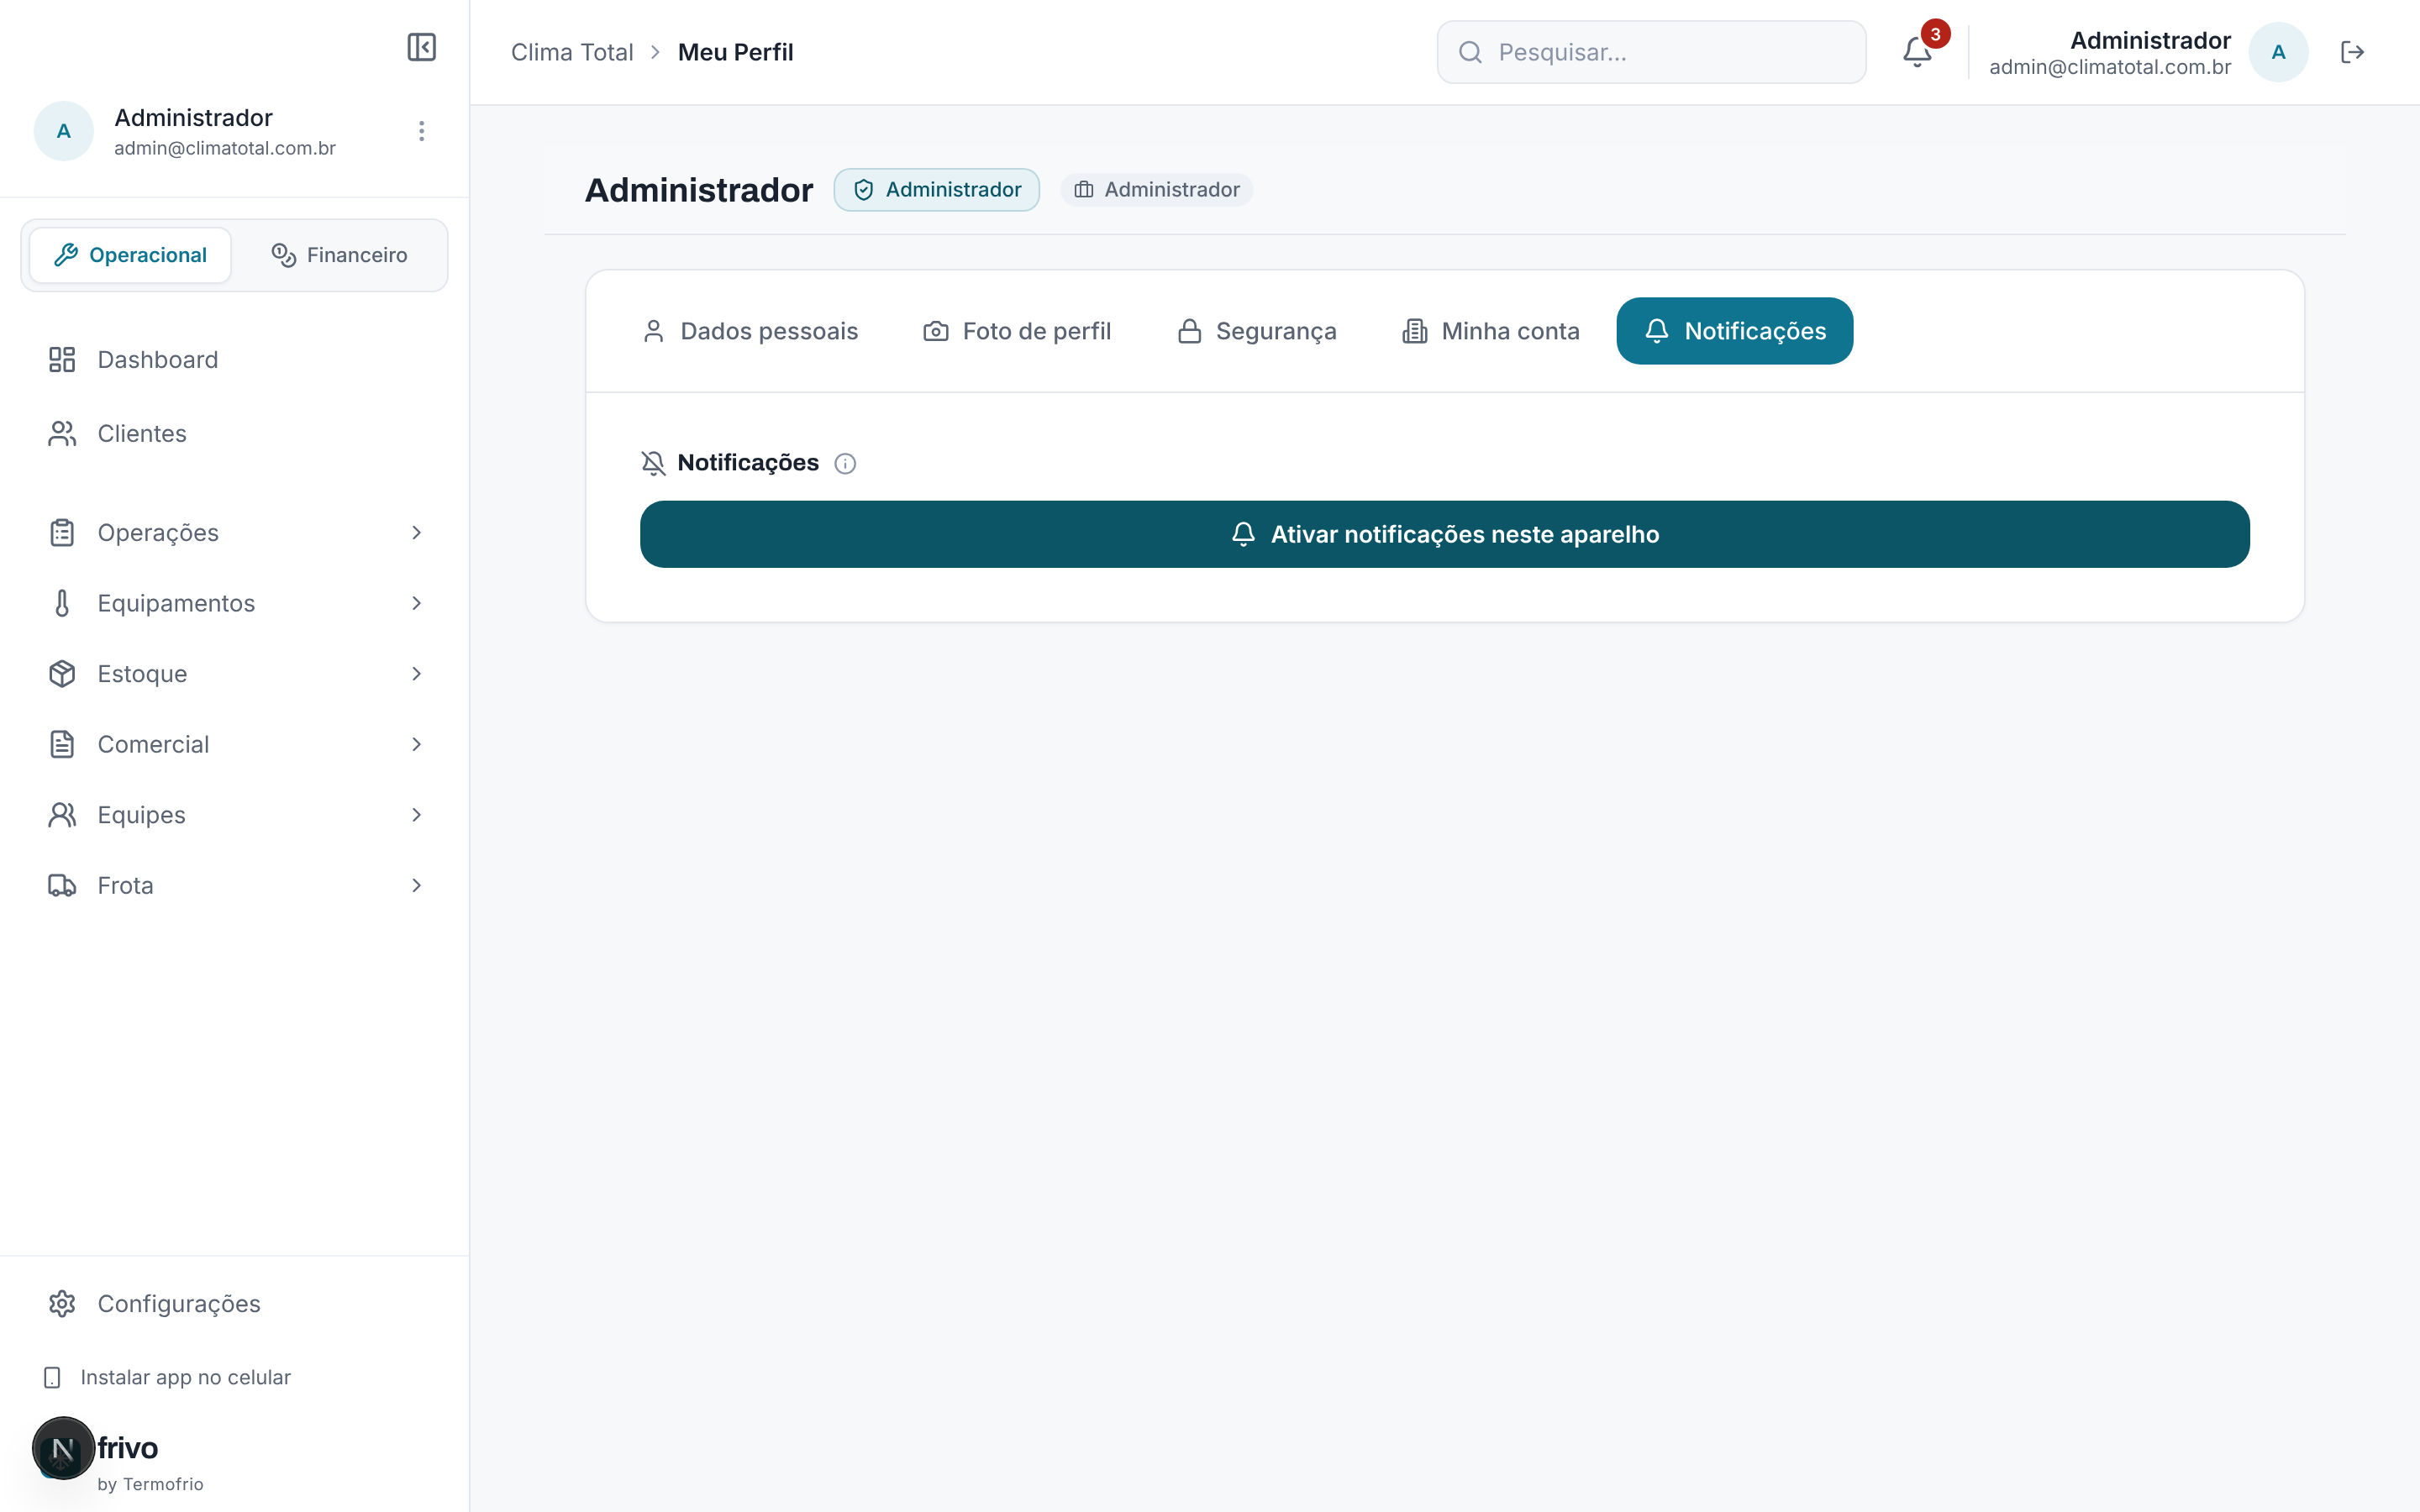 Clima Total
Meu Perfil
Pesquisar...
3
Administrador
admin@climatotal.com.br
A
A
Administrador
admin@climatotal.com.br
Operacional
Financeiro
Dashboard
Clientes
Operações
Equipamentos
Estoque
Comercial
Equipes
Frota
Configurações
Instalar app no celular
N
frivo
by Termofrio
Administrador
Administrador
Administrador
Dados pessoais
Foto de perfil
Segurança
Minha conta
Notificações
Notificações
Ativar notificações neste aparelho